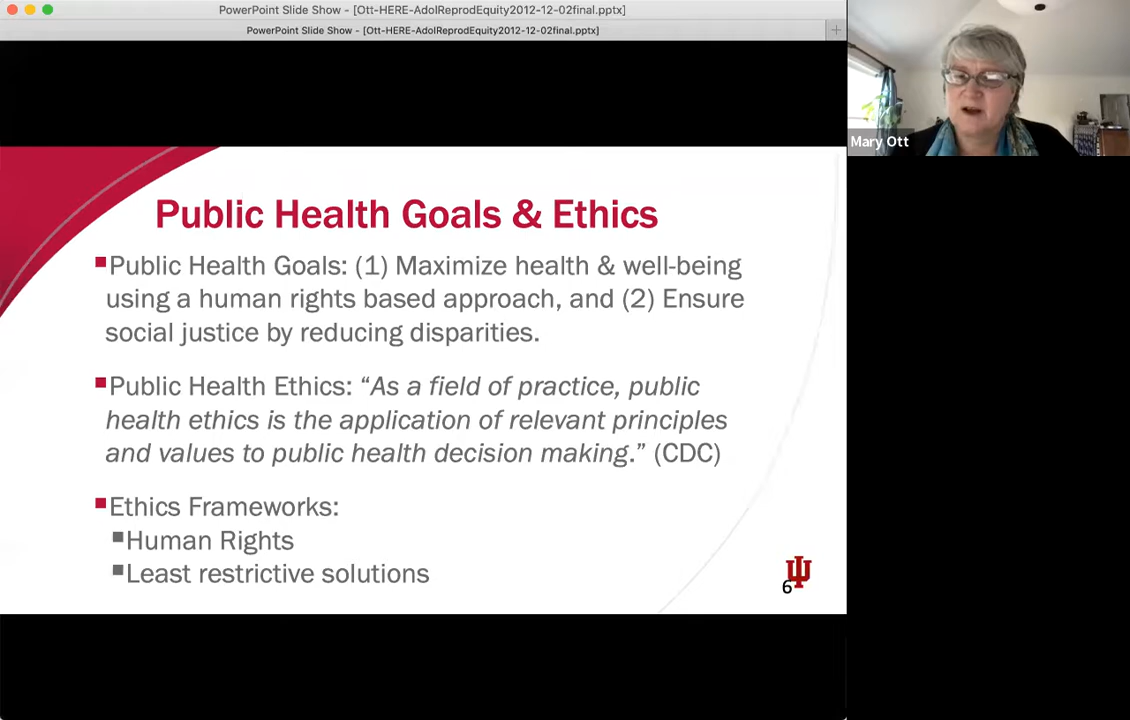 PowerPoint Slide Show - [Ott-HERE-AdolReprodEquity2012-12-02final.pptx]
PowerPoint Slide Show - [Ott-HERE-AdolReprodEquity2012-12-02final.pptx]
Mary Ott
Public Health Goals & Ethics
Public Health Goals: (1) Maximize health & well-being
using a human rights based approach, and (2) Ensure
social justice by reducing disparities.
Public Health Ethics: “As a field of practice, public
health ethics is the application of relevant principles
and values to public health decision making.” (CDC)
Ethics Frameworks:
Human Rights
Least restrictive solutions
6